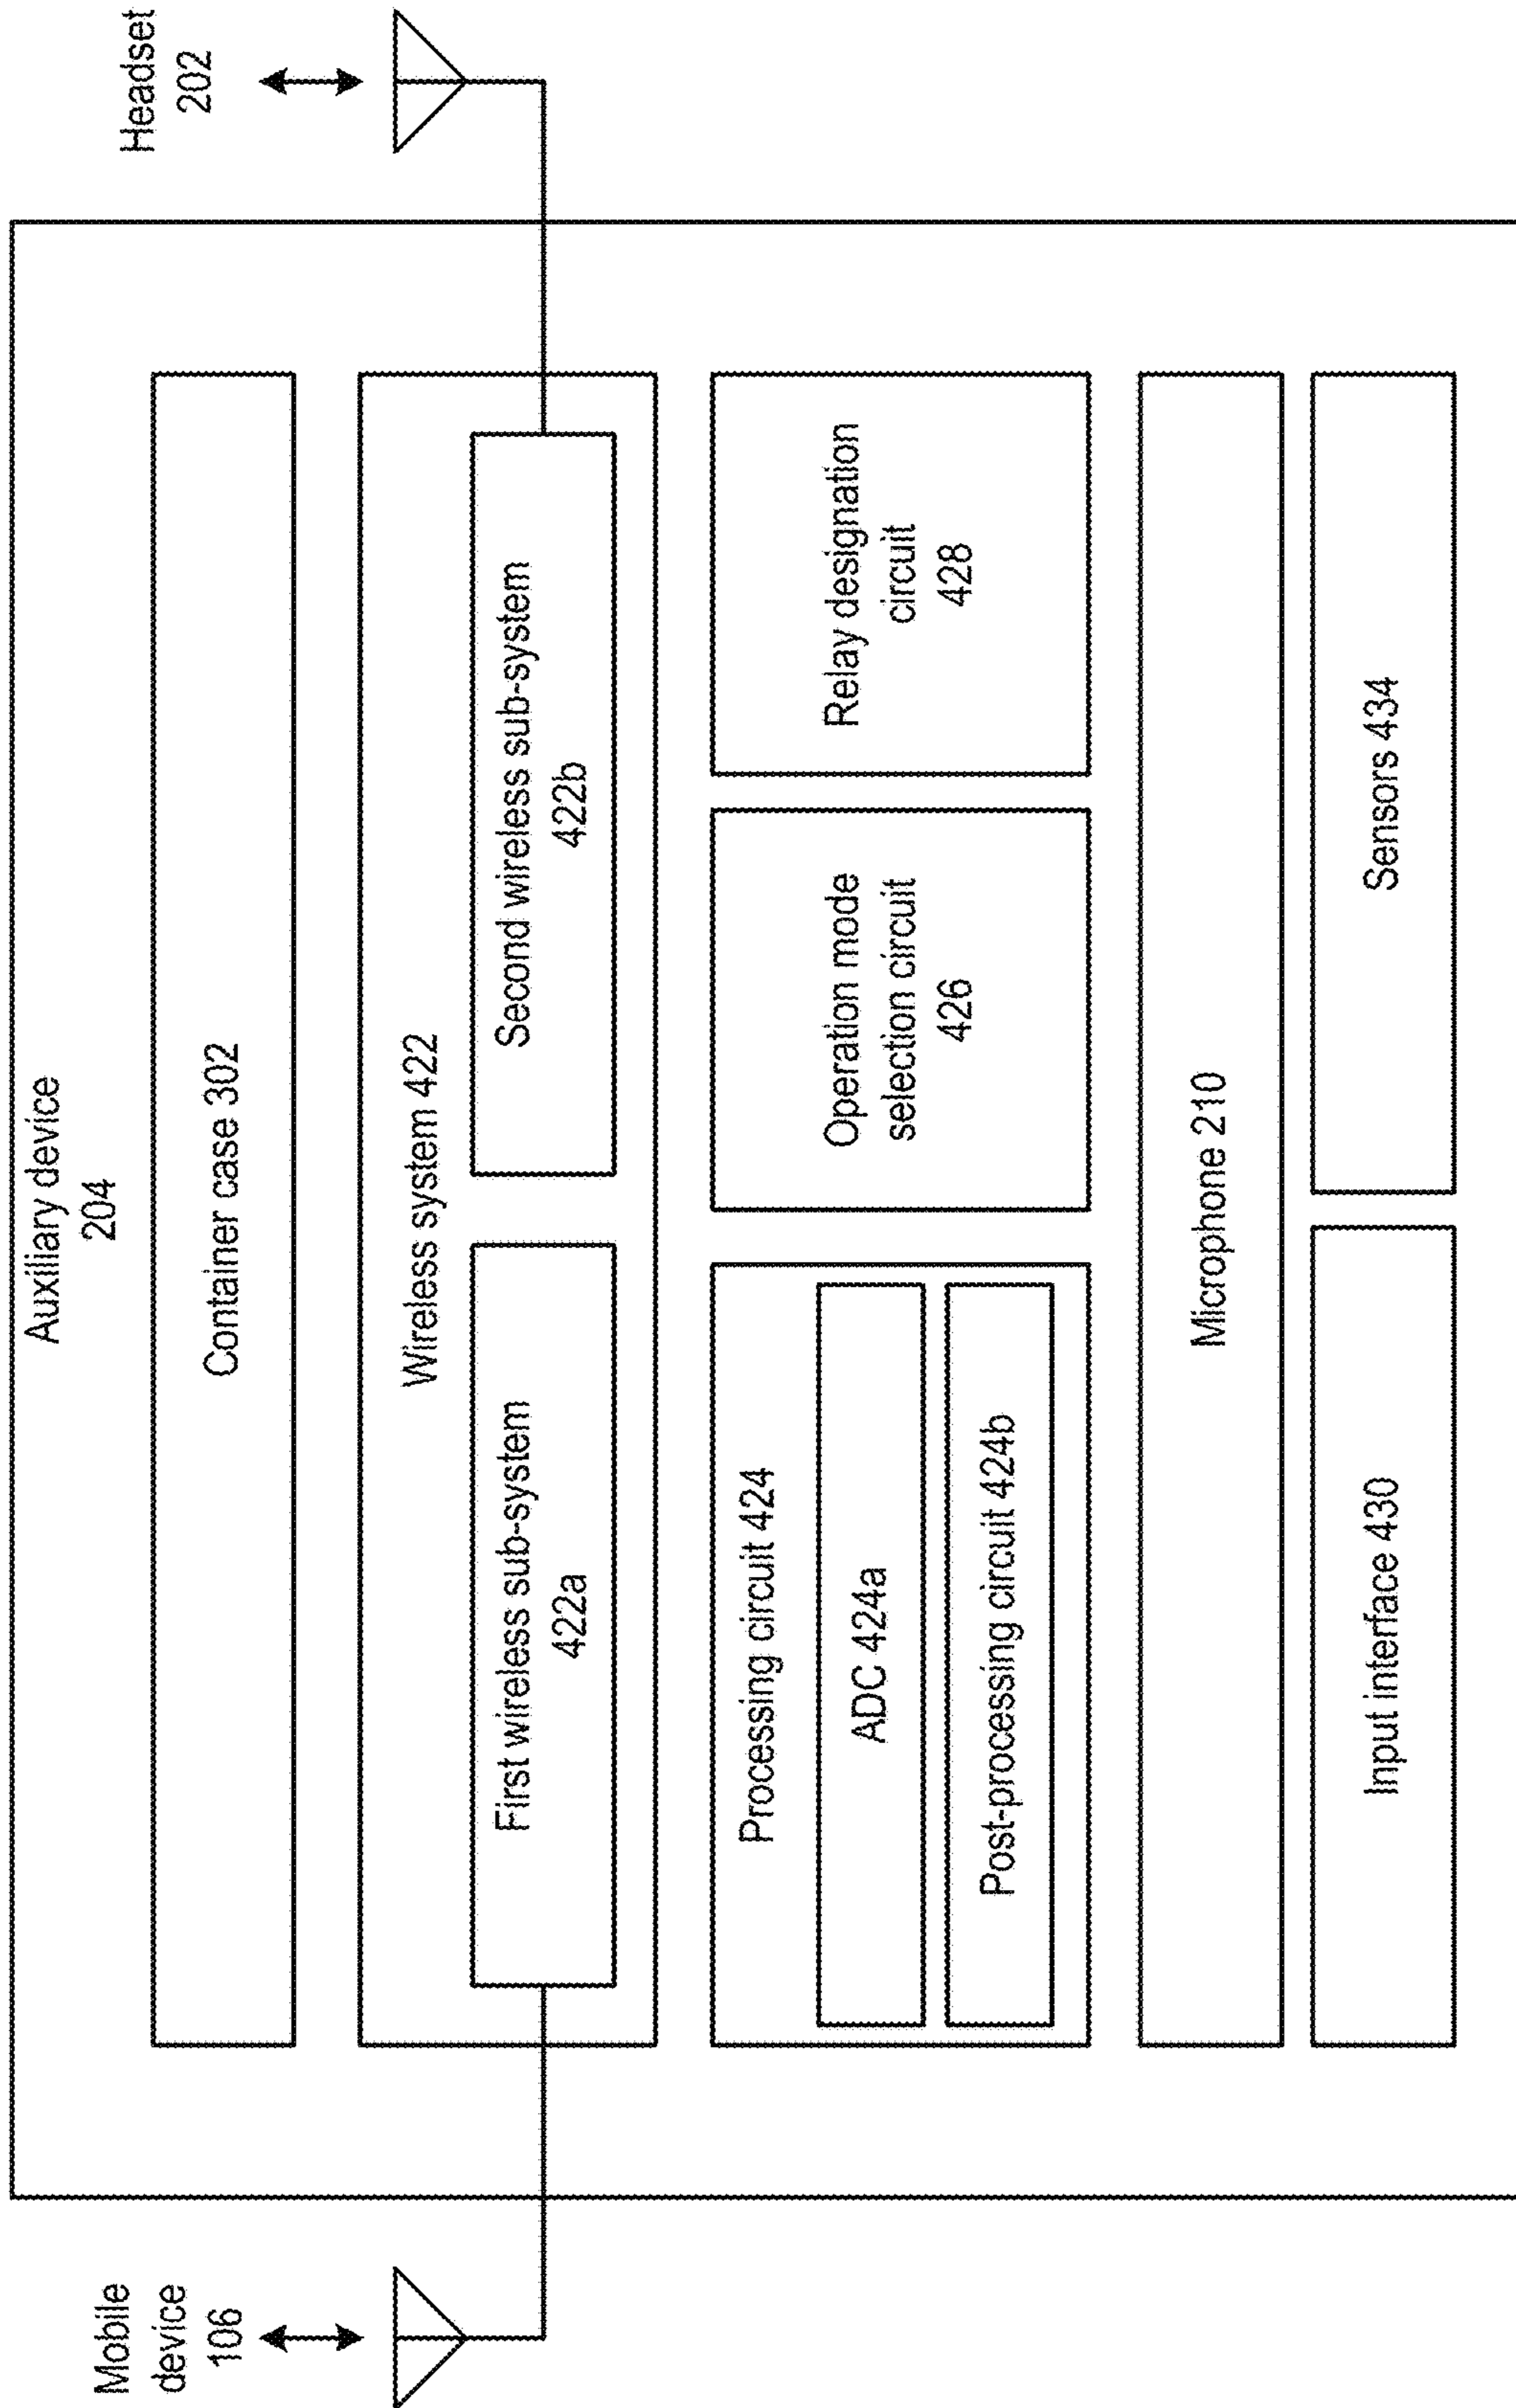 Auxiliary device
204
Mobile
device
106
Headset
202
Container case 302
Wireless system 422
First wireless sub-system
422a
Second wireless sub-system
422b
Processing circuit 424
ADC 424a
Post-processing circuit 424b
Operation mode
selection circuit
426
Relay designation
circuit
428
Microphone 210
Input interface 430
Sensors 434